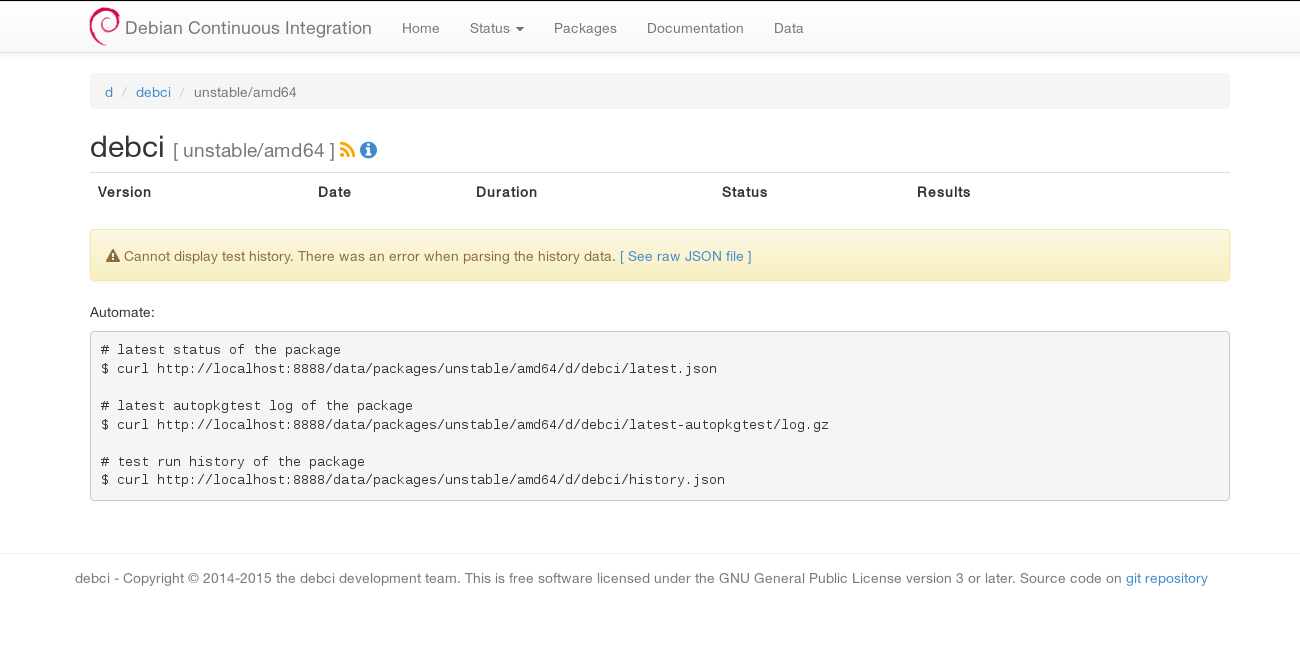 Debian Continuous Integration Home Status Packages Documentation Data
d / debci / unstable/amd64
debci [ unstable/amd64 ]
Version Date Duration Status Results
Cannot display test history. There was an error when parsing the history data. [ See raw JSON file ]
Automate:
# latest status of the package
$ curl http://localhost:8888/data/packages/unstable/amd64/d/debci/latest.json
# latest autopkgtest log of the package
$ curl http://localhost:8888/data/packages/unstable/amd64/d/debci/latest-autopkgtest/log.gz
# test run history of the package
$ curl http://localhost:8888/data/packages/unstable/amd64/d/debci/history.json
debci - Copyright © 2014-2015 the debci development team. This is free software licensed under the GNU General Public License version 3 or later. Source code on git repository